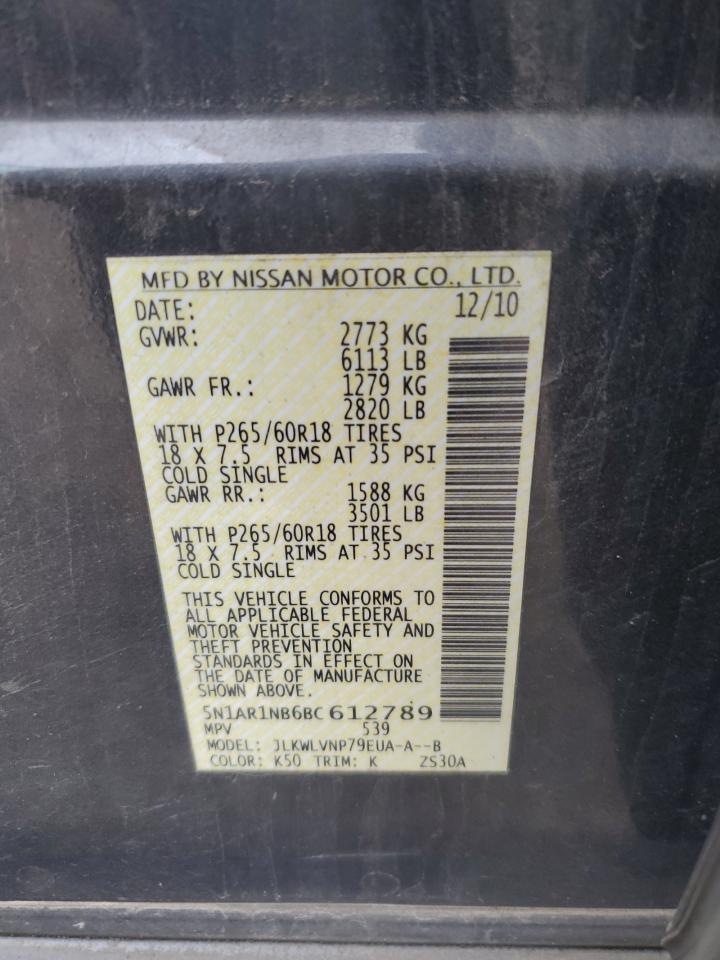 MFD BY NISSAN MOTOR CO., LTD.
DATE: 12/10
GVWR: 2773 KG
6113 LB
GAWR FR.: 1279 KG
2820 LB
WITH P265/60R18 TIRES
18 X 7.5 RIMS AT 35 PSI
COLD SINGLE
GAWR RR.: 1588 KG
3501 LB
WITH P265/60R18 TIRES
18 X 7.5 RIMS AT 35 PSI
COLD SINGLE
THIS VEHICLE CONFORMS TO
ALL APPLICABLE FEDERAL
MOTOR VEHICLE SAFETY AND
THEFT PREVENTION
STANDARDS IN EFFECT ON
THE DATE OF MANUFACTURE
SHOWN ABOVE.
5N1AR1NB6BC 612789
MPV 539
MODEL: JLKWLVNP79EUA-A--B
COLOR: K50 TRIM: K ZS30A